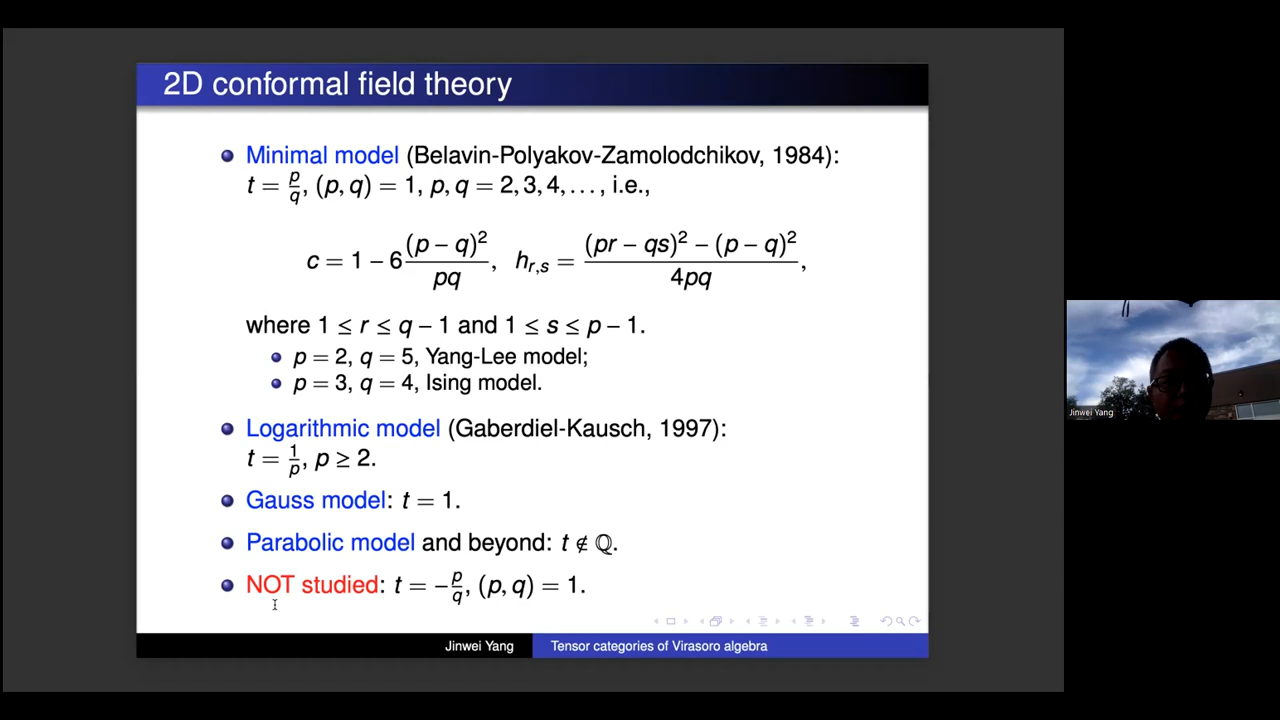 2D conformal field theory
Minimal model (Belavin-Polyakov-Zamolodchikov, 1984):
t = p/q, (p, q) = 1, p, q = 2, 3, 4, . . . , i.e.,
c = 1 − 6 (p − q)²/pq, h_{r,s} = ((pr − qs)² − (p − q)²)/4pq,
where 1 ≤ r ≤ q − 1 and 1 ≤ s ≤ p − 1.
p = 2, q = 5, Yang-Lee model;
p = 3, q = 4, Ising model.
Logarithmic model (Gaberdiel-Kausch, 1997):
t = 1/p, p ≥ 2.
Gauss model: t = 1.
Parabolic model and beyond: t ∉ ℚ.
NOT studied: t = −p/q, (p, q) = 1.
Jinwei Yang
Tensor categories of Virasoro algebra
Jinwei Yang